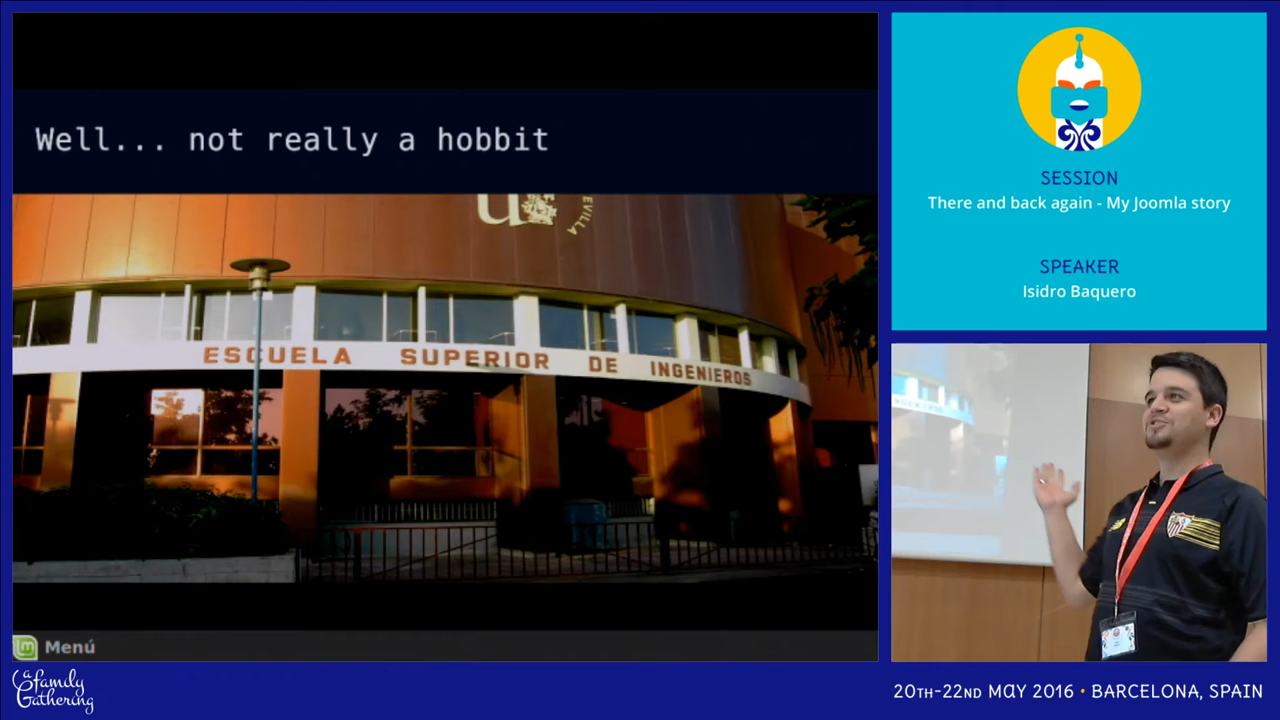 Well... not really a hobbit
EVILLA
ESCUELA SUPERIOR DE INGENIEROS
Menú
a family
Gathering
SESSION
There and back again - My Joomla story
SPEAKER
Isidro Baquero
20TH-22ND MAY 2016 • BARCELONA, SPAIN